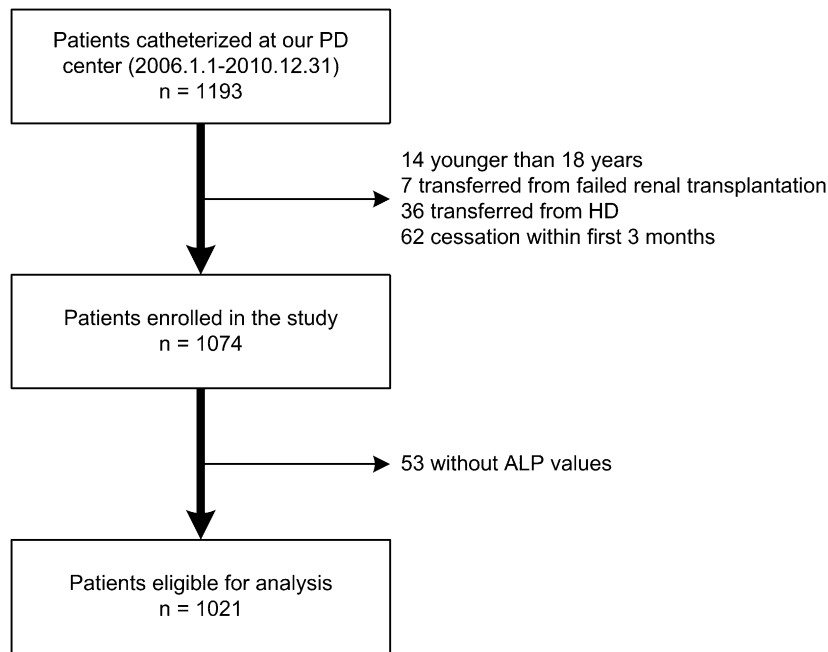 Patients catheterized at our PD
center (2006.1.1-2010.12.31)
n = 1193
14 younger than 18 years
7 transferred from failed renal transplantation
36 transferred from HD
62 cessation within first 3 months
Patients enrolled in the study
n = 1074
53 without ALP values
Patients eligible for analysis
n = 1021